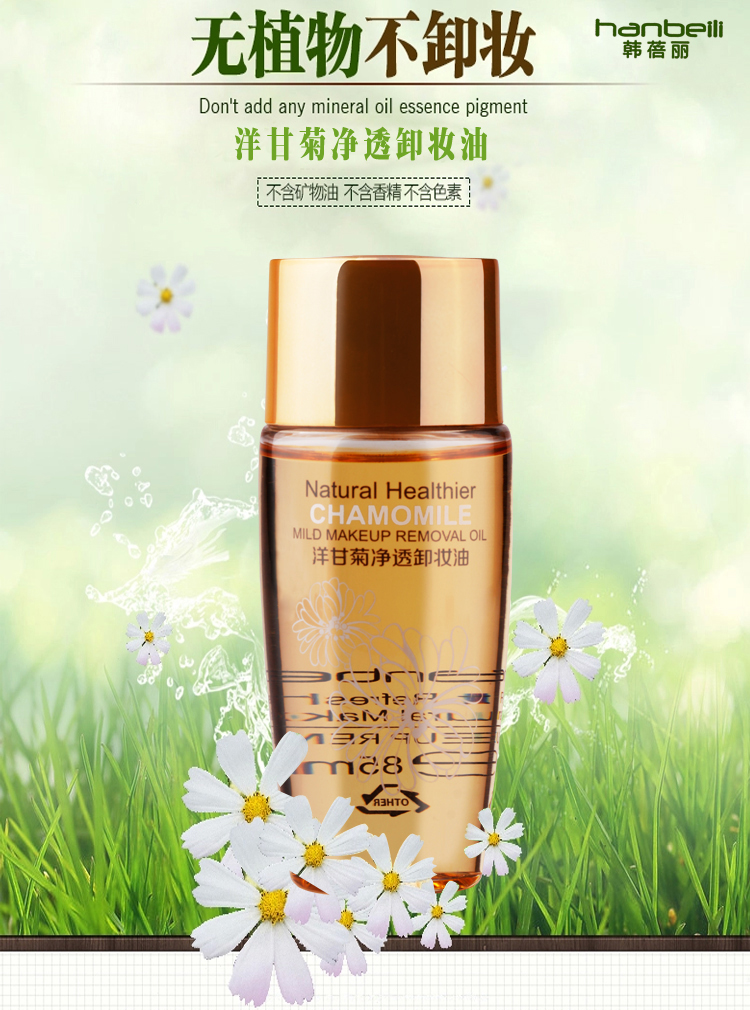 无植物不卸妆
hanbeili
韩蓓丽
Don't add any mineral oil essence pigment
洋甘菊净透卸妆油
不含矿物油 不含香精 不含色素
Natural Healthier
CHAMOMILE
MILD MAKEUP REMOVAL OIL
洋甘菊净透卸妆油
OTHER